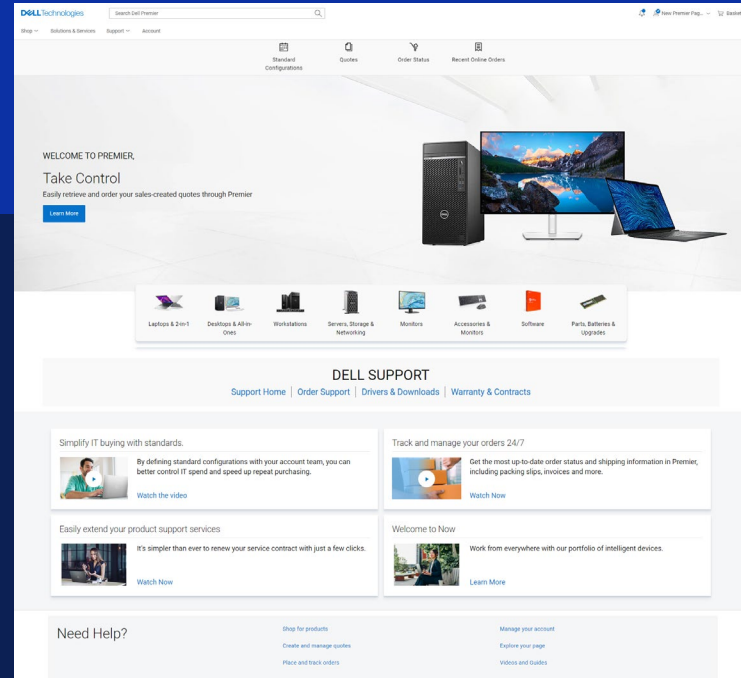 DELLTechnologies
Search Dell Premier
New Premier Pag...
Basket
Shop
Solutions & Services
Support
Account
Standard
Configurations
Quotes
Order Status
Recent Online Orders
WELCOME TO PREMIER,
Take Control
Easily retrieve and order your sales-created quotes through Premier
Learn More
Laptops & 2-in-1
Desktops & All-in-
Ones
Workstations
Servers, Storage &
Networking
Monitors
Accessories &
Monitors
Software
Parts, Batteries &
Upgrades
DELL SUPPORT
Support Home | Order Support | Drivers & Downloads | Warranty & Contracts
Simplify IT buying with standards.
By defining standard configurations with your account team, you can
better control IT spend and speed up repeat purchasing.
Watch the video
Track and manage your orders 24/7
Get the most up-to-date order status and shipping information in Premier,
including packing slips, invoices and more.
Watch Now
Easily extend your product support services
It's simpler than ever to renew your service contract with just a few clicks.
Watch Now
Welcome to Now
Work from everywhere with our portfolio of intelligent devices.
Learn More
Need Help?
Shop for products
Create and manage quotes
Place and track orders
Manage your account
Explore your page
Videos and Guides